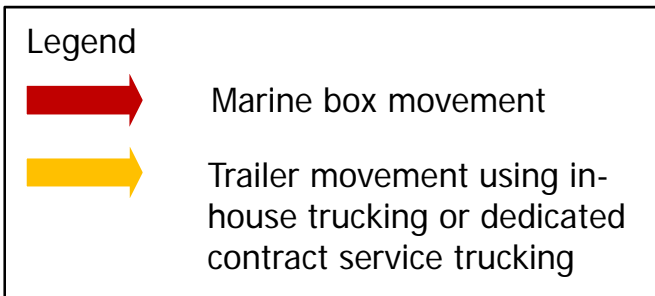 Legend
Marine box movement
Trailer movement using in-
house trucking or dedicated
contract service trucking